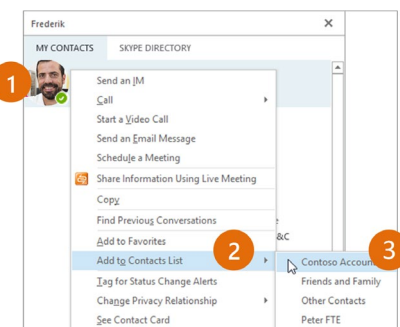 Frederik
MY CONTACTS SKYPE DIRECTORY
1
Send an IM
Call
Start a Video Call
Send an Email Message
Schedule a Meeting
Share Information Using Live Meeting
Copy
Find Previous Conversations
Add to Favorites
&C
2
Add to Contacts List
Contoso
3
Tag for Status Change Alerts
Friends and Family
Change Privacy Relationship
Other Contacts
See Contact Card
Peter FTE